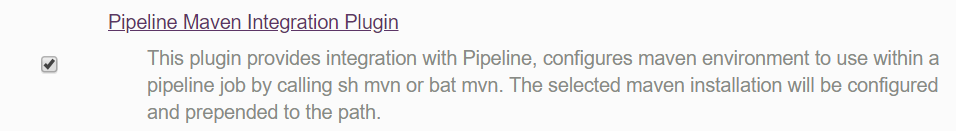 Pipeline Maven Integration Plugin
This plugin provides integration with Pipeline, configures maven environment to use within a
pipeline job by calling sh mvn or bat mvn. The selected maven installation will be configured
and prepended to the path.